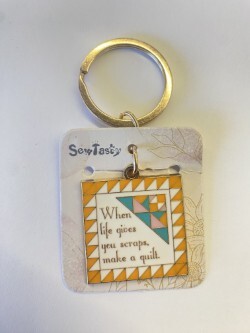 SewTasty
When
life gives
you scraps,
make a quilt.